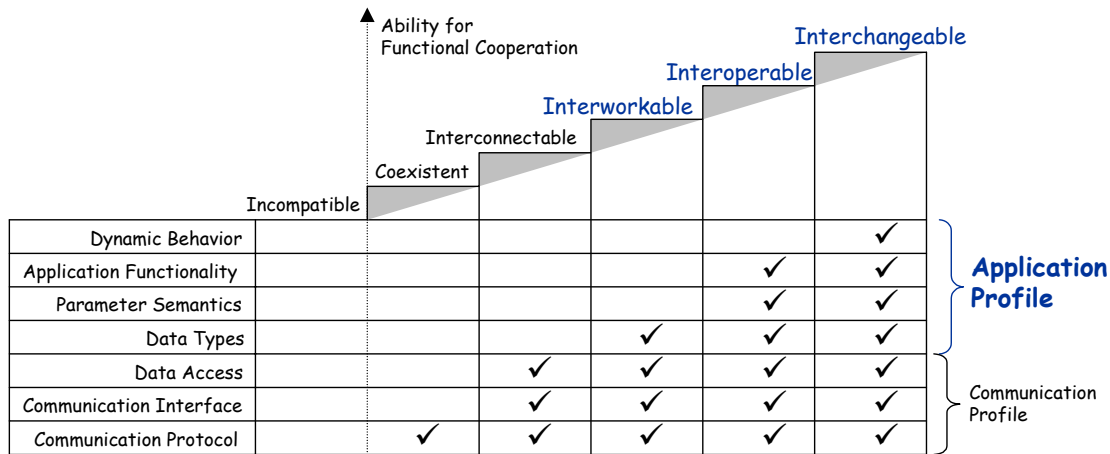 Ability for
Functional Cooperation
Interchangeable
Interoperable
Interworkable
Interconnectable
Coexistent
Incompatible
Dynamic Behavior
Application Functionality
Parameter Semantics
Data Types
Data Access
Communication Interface
Communication Protocol
Application
Profile
Communication
Profile